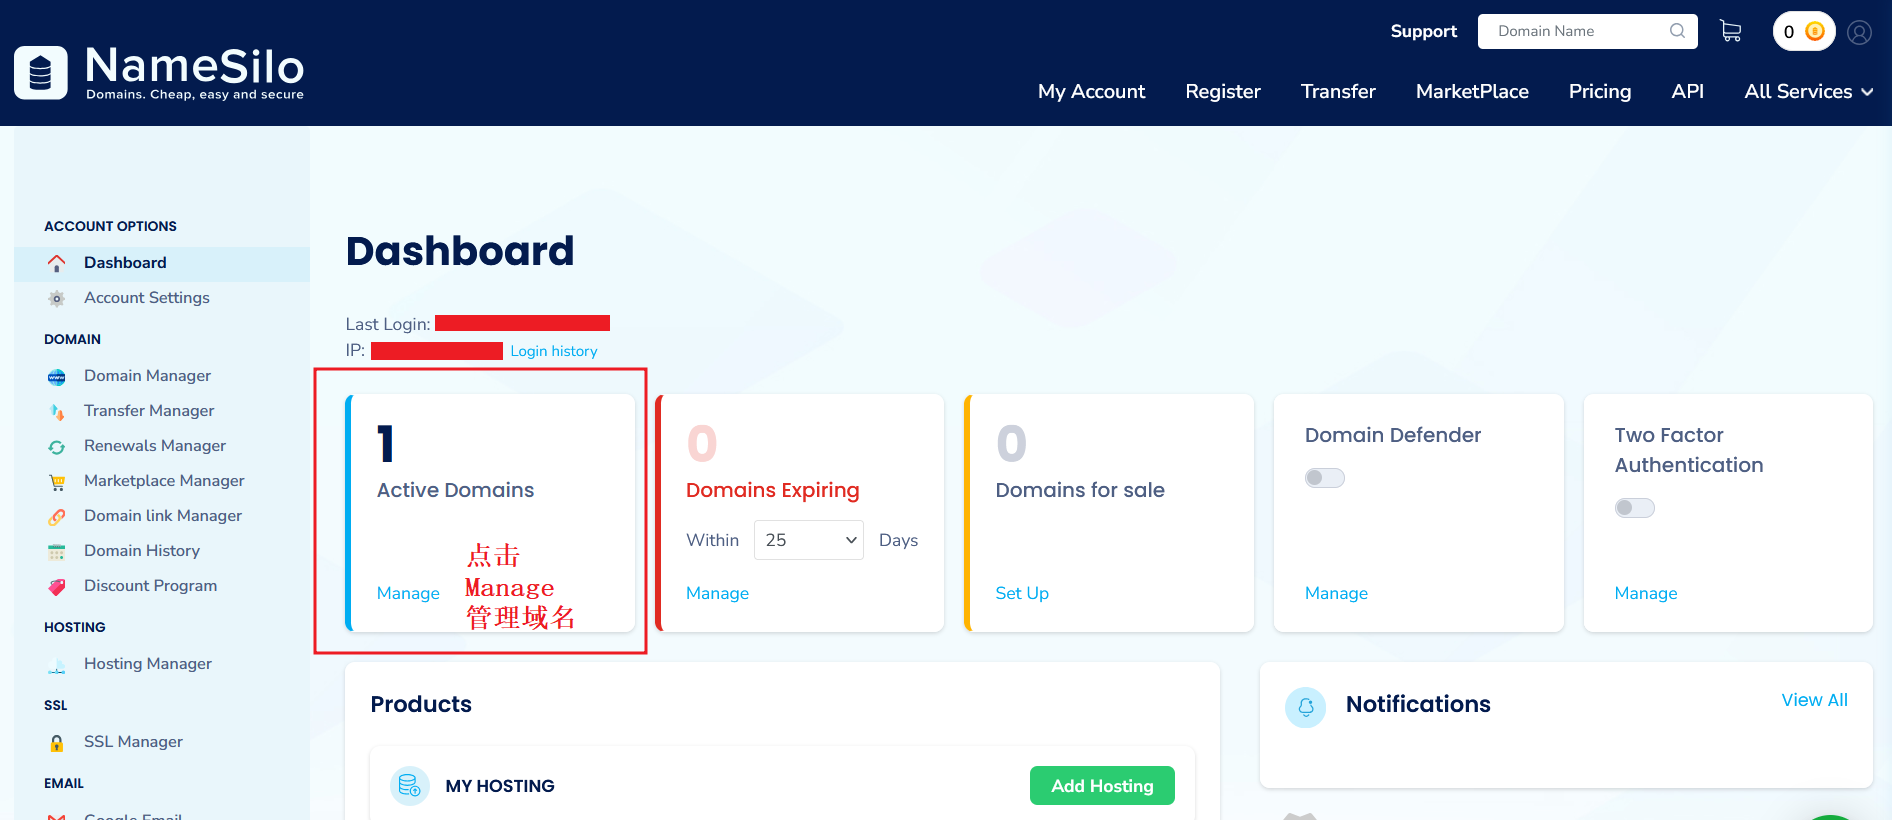 NameSilo
Domains. Cheap, easy and secure
Support
Domain Name
0
My Account
Register
Transfer
MarketPlace
Pricing
API
All Services
ACCOUNT OPTIONS
Dashboard
Account Settings
DOMAIN
Domain Manager
Transfer Manager
Renewals Manager
Marketplace Manager
Domain link Manager
Domain History
Discount Program
HOSTING
Hosting Manager
SSL
SSL Manager
EMAIL
Google Email
Dashboard
Last Login:
IP:
Login history
1
Active Domains
Manage
点击
Manage
管理域名
0
Domains Expiring
Within 25 Days
Manage
0
Domains for sale
Set Up
Domain Defender
Manage
Two Factor
Authentication
Manage
Products
MY HOSTING
Add Hosting
Notifications
View All